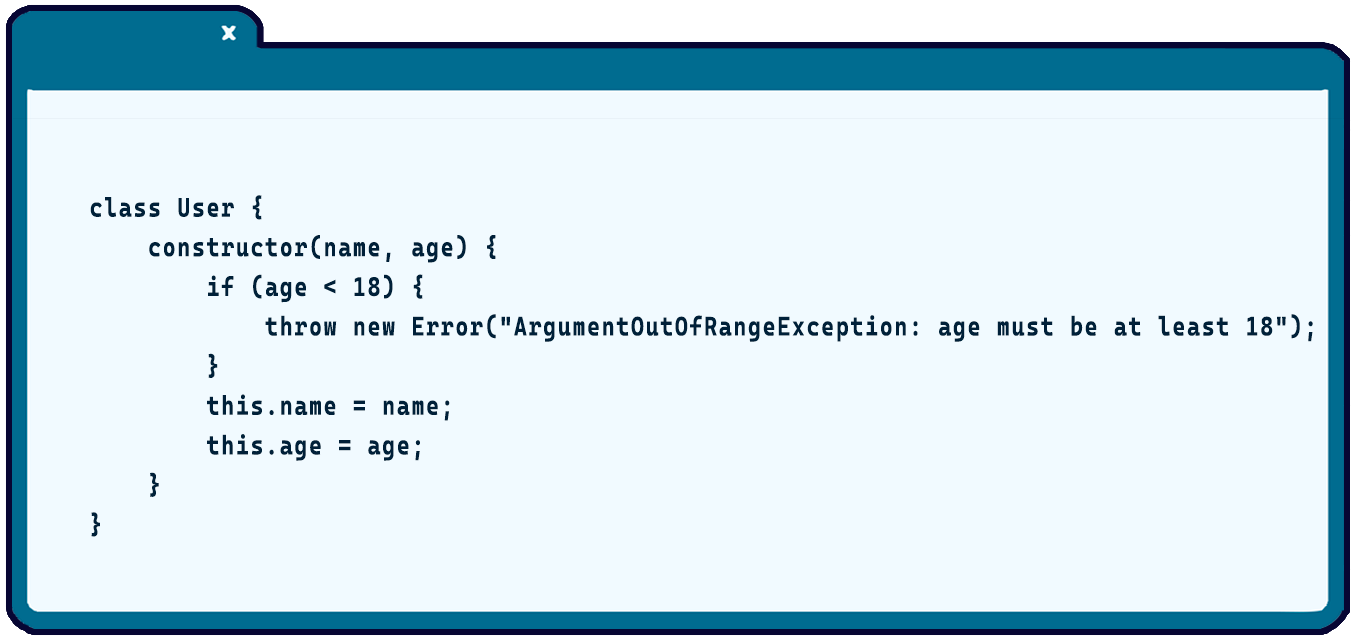 x
class User {
    constructor(name, age) {
        if (age < 18) {
            throw new Error("ArgumentOutOfRangeException: age must be at least 18");
        }
        this.name = name;
        this.age = age;
    }
}